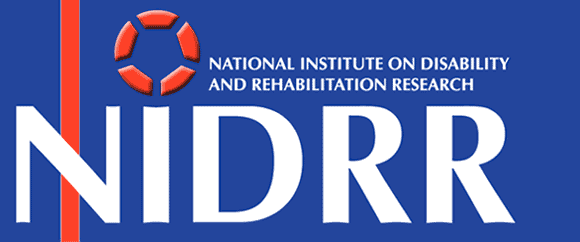 NATIONAL INSTITUTE ON DISABILITY
AND REHABILITATION RESEARCH
NIDRR